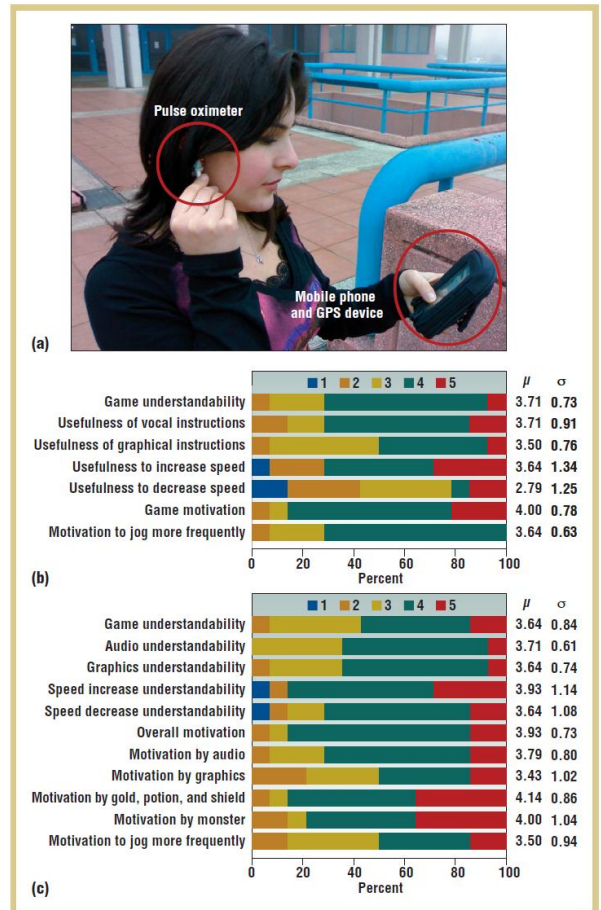 Pulse oximeter
Mobile phone
and GPS device
(a)
1 2 3 4 5 μ σ
Game understandability 3.71 0.73
Usefulness of vocal instructions 3.71 0.91
Usefulness of graphical instructions 3.50 0.76
Usefulness to increase speed 3.64 1.34
Usefulness to decrease speed 2.79 1.25
Game motivation 4.00 0.78
Motivation to jog more frequently 3.64 0.63
0 20 40 60 80 100
Percent
(b)
1 2 3 4 5 μ σ
Game understandability 3.64 0.84
Audio understandability 3.71 0.61
Graphics understandability 3.64 0.74
Speed increase understandability 3.93 1.14
Speed decrease understandability 3.64 1.08
Overall motivation 3.93 0.73
Motivation by audio 3.79 0.80
Motivation by graphics 3.43 1.02
Motivation by gold, potion, and shield 4.14 0.86
Motivation by monster 4.00 1.04
Motivation to jog more frequently 3.50 0.94
0 20 40 60 80 100
Percent
(c)